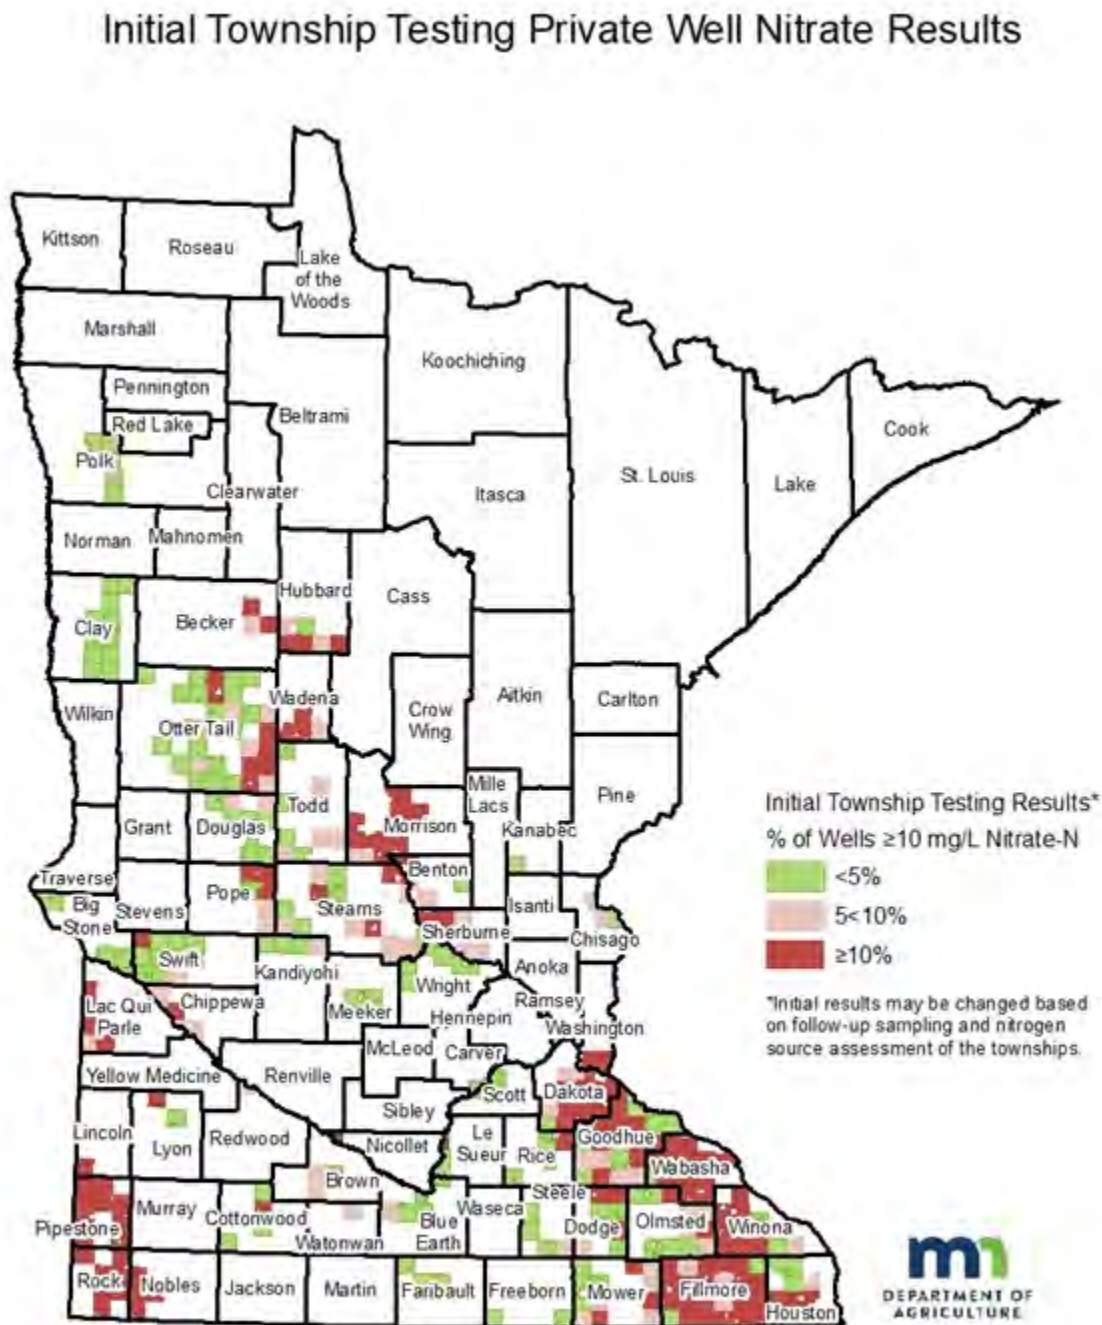 Initial Township Testing Private Well Nitrate Results
Kittson
Roseau
Lake
of the
Woods
Marshall
Koochiching
Pennington
Red Lake
Beltrami
Cook
Polk
St. Louis
Lake
Clearwater
Itasca
Norman
Mahnomen
Hubbard
Cass
Clay
Becker
Aitkin
Carlton
Wadena
Wilkin
Crow
Wing
Otter Tail
Mille
Lacs
Pine
Grant
Douglas
Todd
Morrison
Kanabec
Traverse
Benton
Big
Stone
Stevens
Pope
Stearns
Isanti
Sherburne
Chisago
Swift
Kandiyohi
Anoka
Wright
Lac Qui
Parle
Chippewa
Meeker
Ramsey
Hennepin
Washington
McLeod
Carver
Yellow Medicine
Renville
Scott
Dakota
Sibley
Lincoln
Lyon
Redwood
Nicollet
Le
Sueur
Rice
Goodhue
Wabasha
Brown
Steele
Murray
Cottonwood
Waseca
Pipestone
Blue
Earth
Dodge
Olmsted
Winona
Watonwan
Rock
Nobles
Jackson
Martin
Faribault
Freeborn
Mower
Fillmore
Houston
Initial Township Testing Results*
% of Wells ≥10 mg/L Nitrate-N
<5%
5<10%
≥10%
*Initial results may be changed based
on follow-up sampling and nitrogen
source assessment of the townships.
mn
DEPARTMENT OF
AGRICULTURE